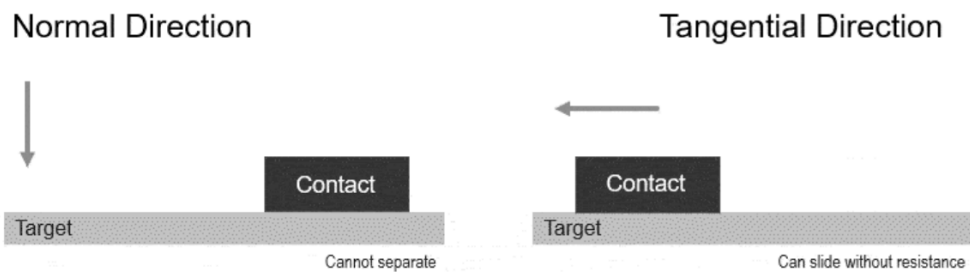 Normal Direction
Tangential Direction
Contact
Target
Cannot separate
Contact
Target
Can slide without resistance